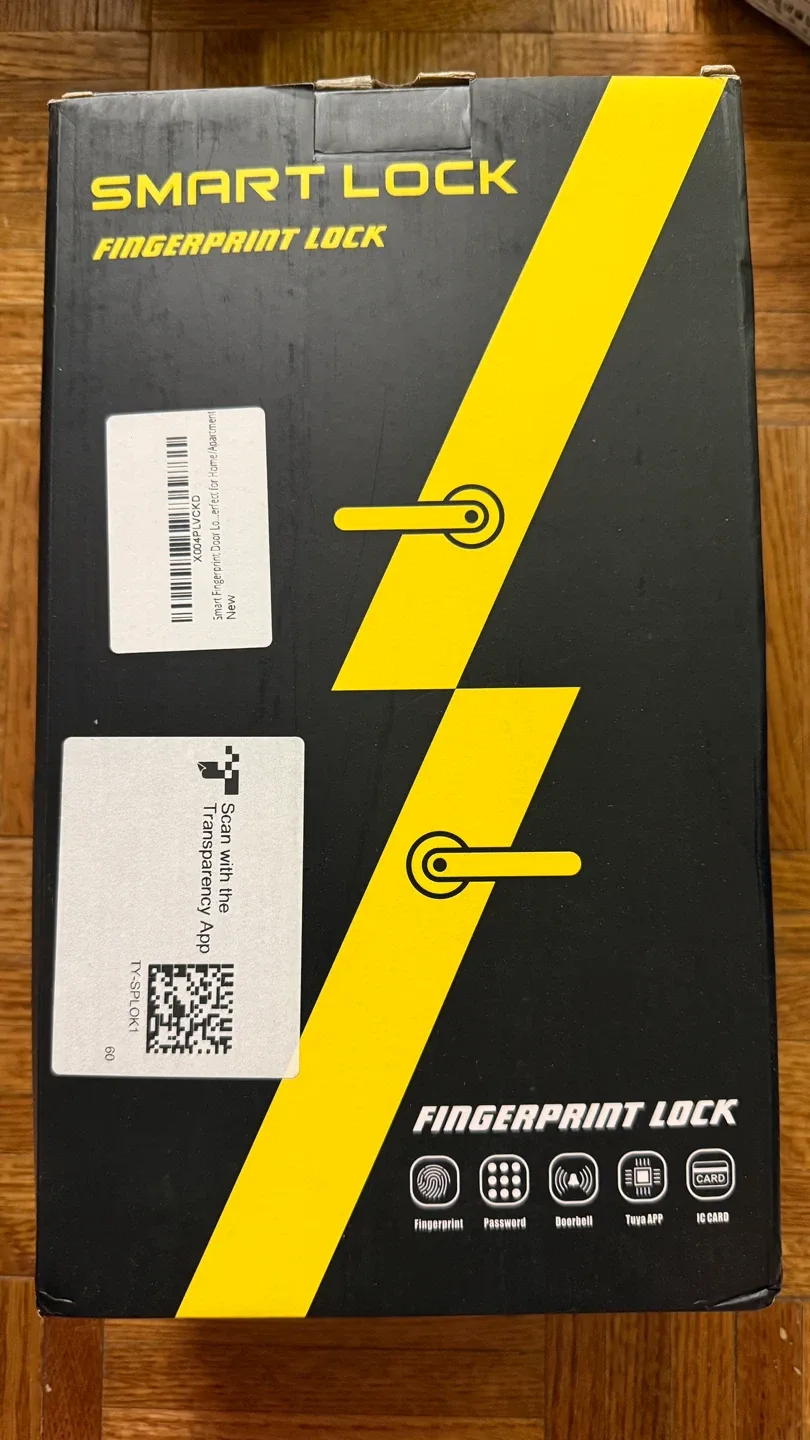 SMART LOCK
FINGERPRINT LOCK
X004PLVCKD
Smart Fingerprint Door Lo...erfect for Home/Apartment
New
Scan with the
Transparency App
TY-SPLOK1
60
FINGERPRINT LOCK
CARD
Fingerprint Password Doorbell Tuya APP IC CARD